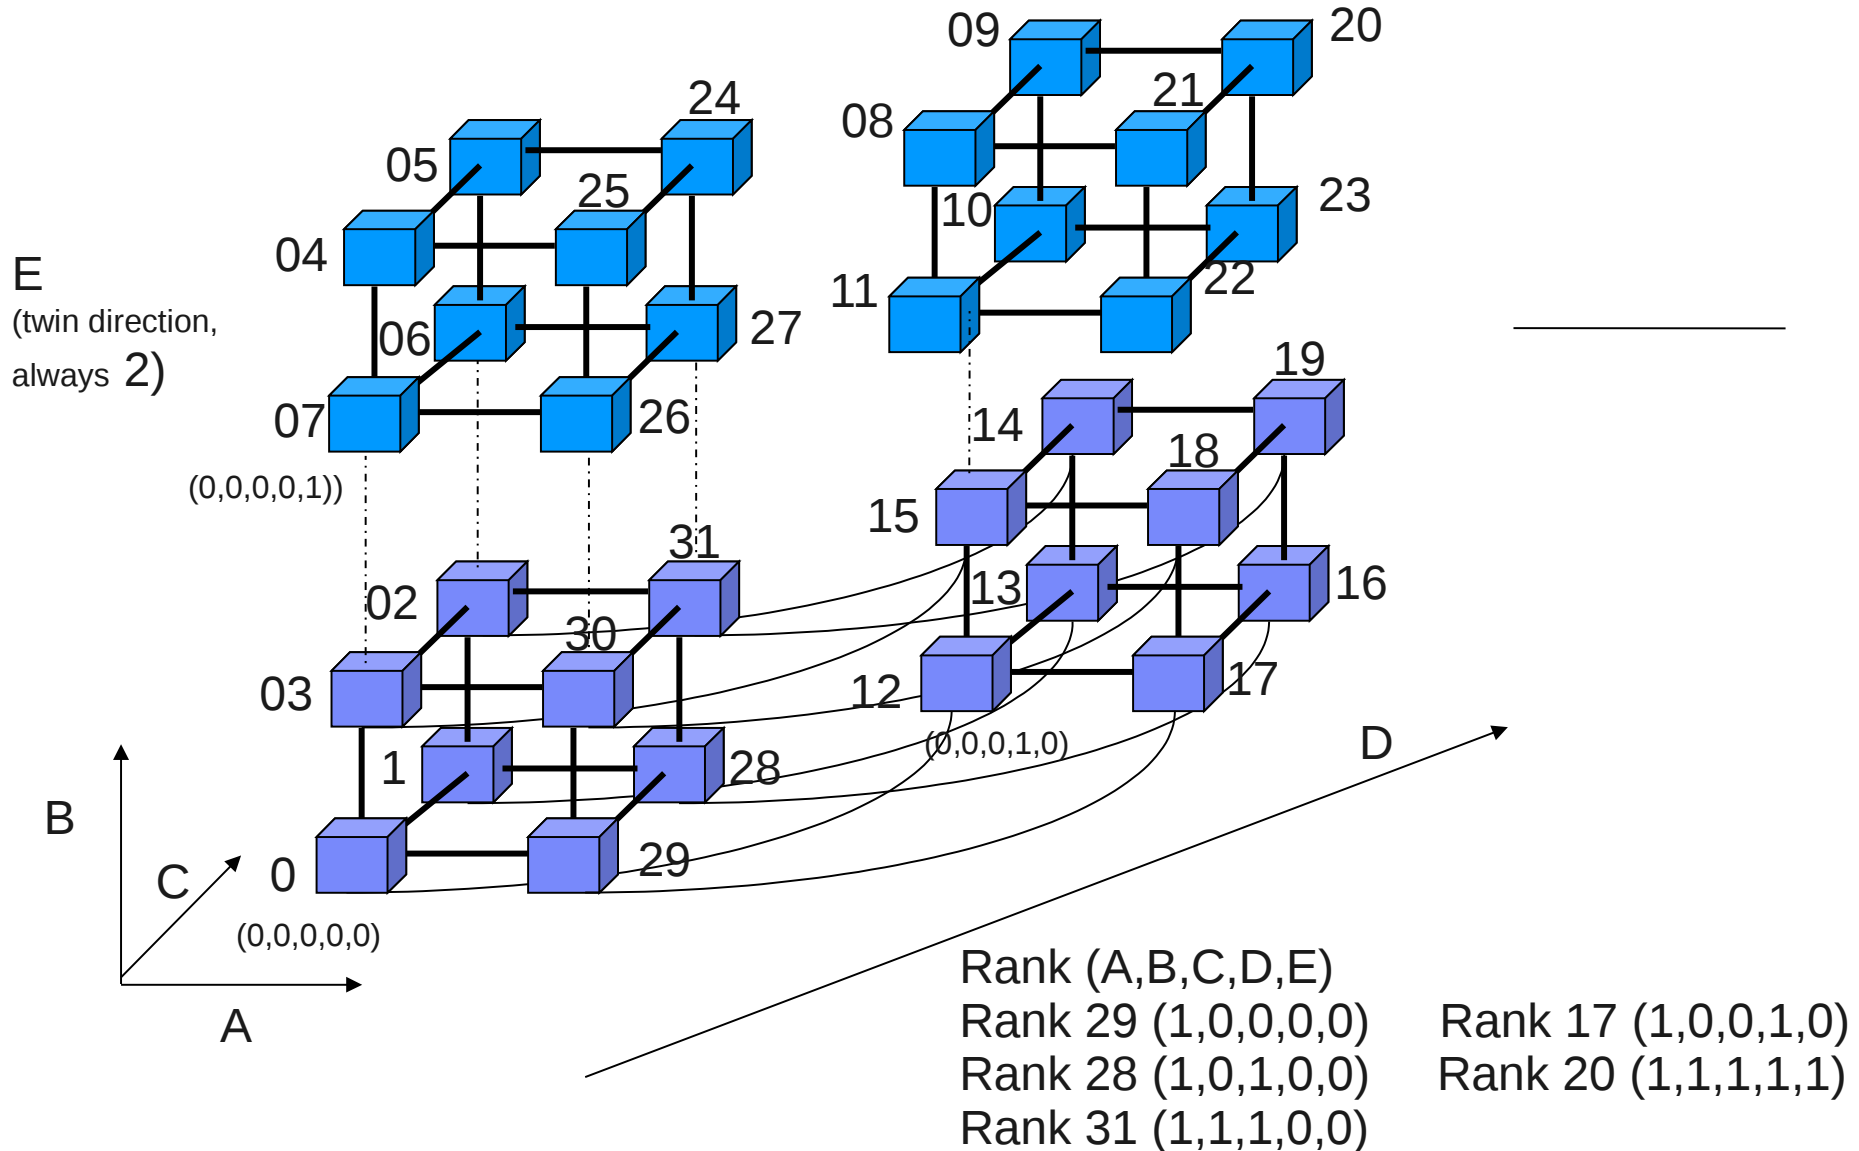 09
20
24
21
08
05
25
10
23
04
E
22
11
(twin direction,
06
27
always 2)
19
07
26
14
18
(0,0,0,0,1))
15
31
02
13
16
30
03
12
17
(0,0,0,1,0)
D
1
28
B
0
29
C
(0,0,0,0,0)
A
Rank (A,B,C,D,E)
Rank 29 (1,0,0,0,0)
Rank 17 (1,0,0,1,0)
Rank 28 (1,0,1,0,0)
Rank 20 (1,1,1,1,1)
Rank 31 (1,1,1,0,0)